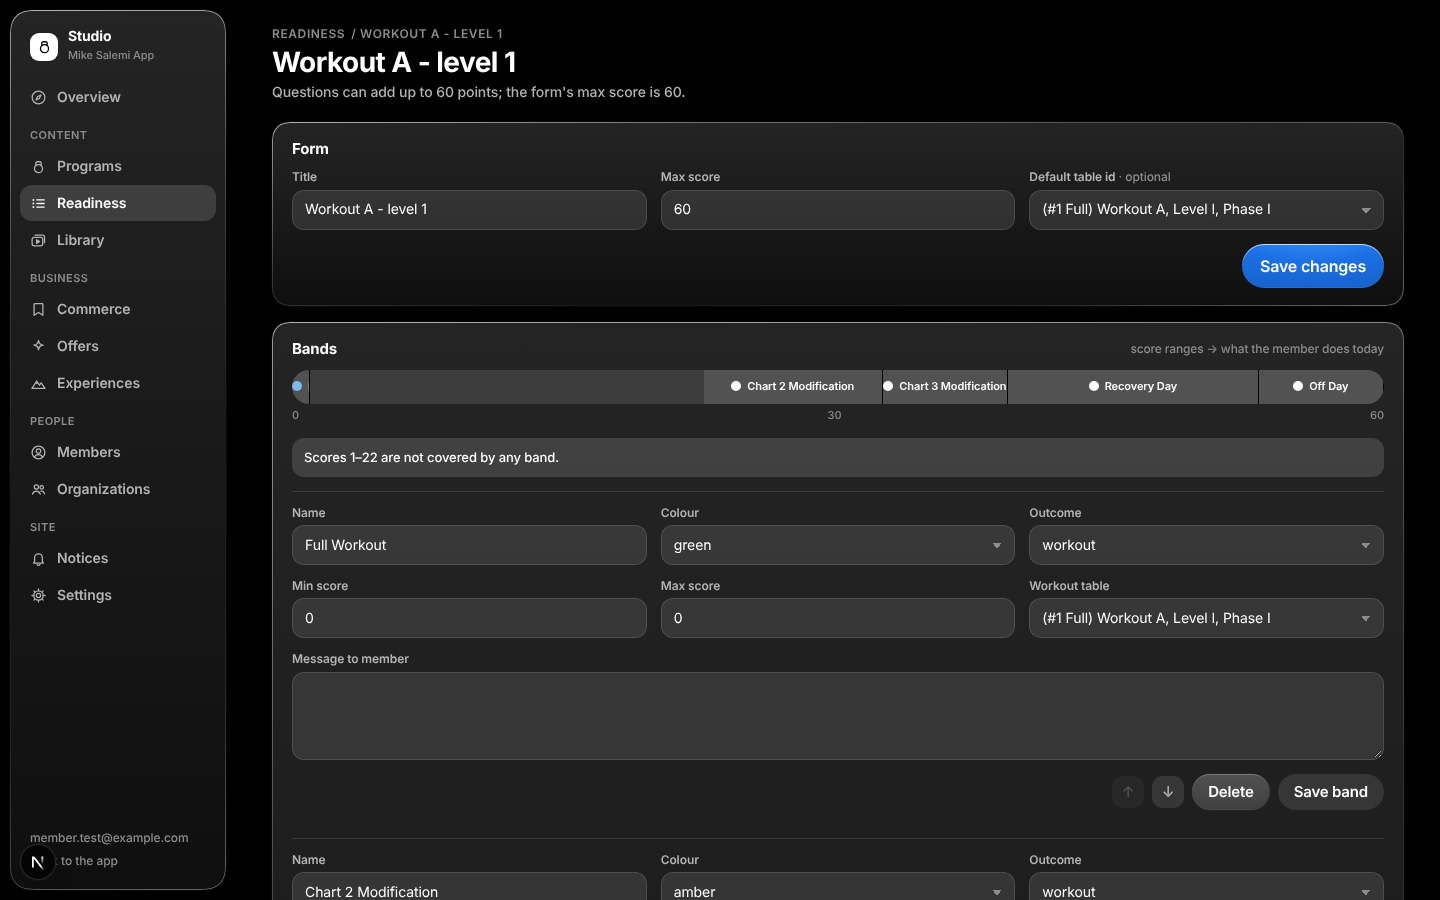 Studio
Mike Salemi App
Overview
CONTENT
Programs
Readiness
Library
BUSINESS
Commerce
Offers
Experiences
PEOPLE
Members
Organizations
SITE
Notices
Settings
member.test@example.com
N
to the app
READINESS / WORKOUT A - LEVEL 1
Workout A - level 1
Questions can add up to 60 points; the form's max score is 60.
Form
Title Max score Default table id · optional
Workout A - level 1 60 (#1 Full) Workout A, Level I, Phase I
Save changes
Bands score ranges → what the member does today
Chart 2 Modification Chart 3 Modification Recovery Day Off Day
0 30 60
Scores 1–22 are not covered by any band.
Name Colour Outcome
Full Workout green workout
Min score Max score Workout table
0 0 (#1 Full) Workout A, Level I, Phase I
Message to member
↑ ↓ Delete Save band
Name Colour Outcome
Chart 2 Modification amber workout